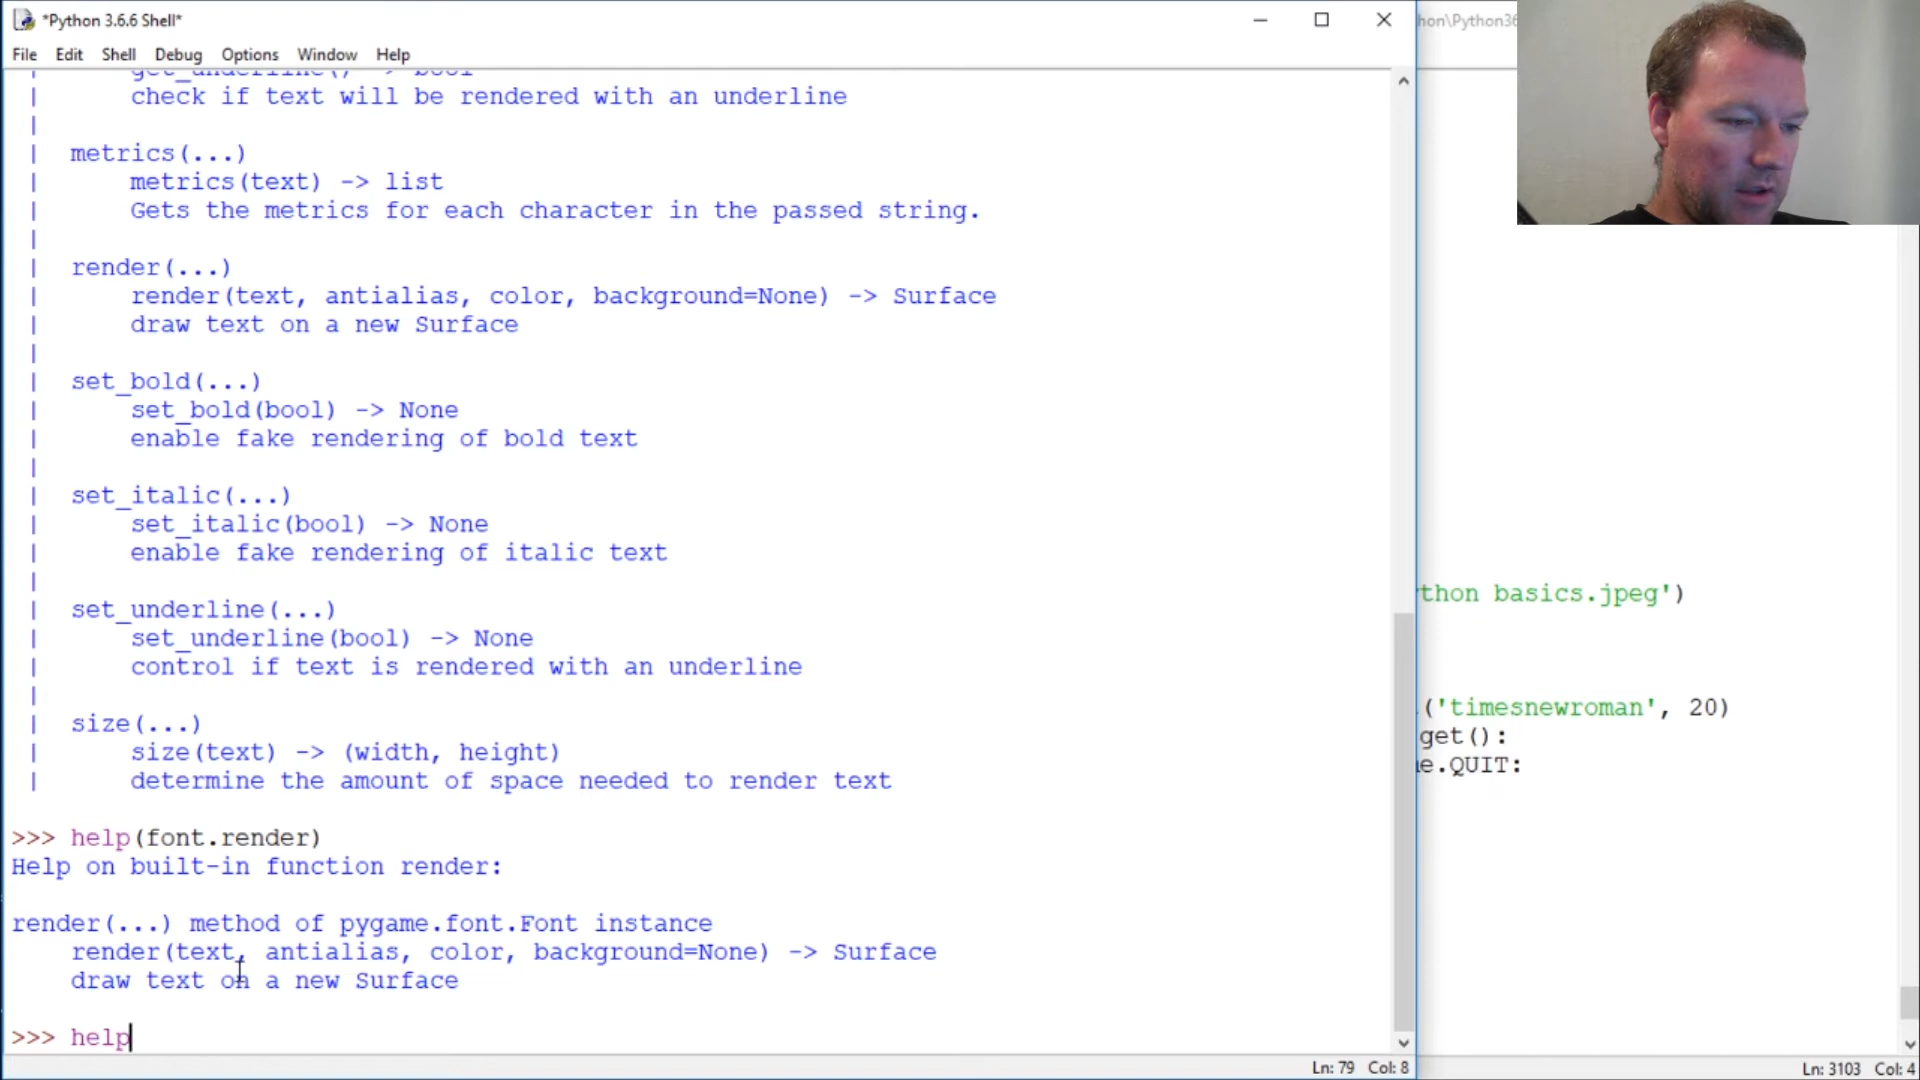 *Python 3.6.6 Shell*
File Edit Shell Debug Options Window Help
| get_underline() -> bool
| check if text will be rendered with an underline
|
| metrics(...)
| metrics(text) -> list
| Gets the metrics for each character in the passed string.
|
| render(...)
| render(text, antialias, color, background=None) -> Surface
| draw text on a new Surface
|
| set_bold(...)
| set_bold(bool) -> None
| enable fake rendering of bold text
|
| set_italic(...)
| set_italic(bool) -> None
| enable fake rendering of italic text
|
| set_underline(...)
| set_underline(bool) -> None
| control if text is rendered with an underline
|
| size(...)
| size(text) -> (width, height)
| determine the amount of space needed to render text
>>> help(font.render)
Help on built-in function render:
render(...) method of pygame.font.Font instance
render(text, antialias, color, background=None) -> Surface
draw text on a new Surface
>>> help
Ln: 79 Col: 8
hon\Python36
thon basics.jpeg')
('timesnewroman', 20)
get():
e.QUIT:
Ln: 3103 Col: 4